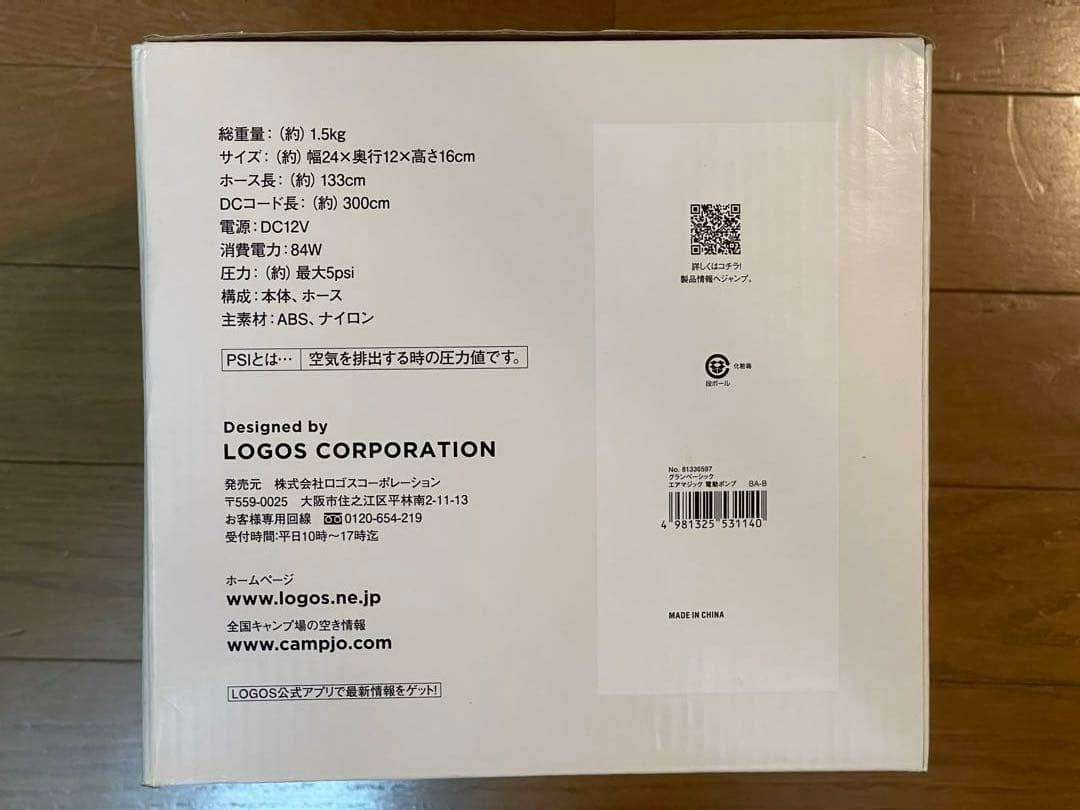 総重量：（約）1.5kg
サイズ：（約）幅24×奥行12×高さ16cm
ホース長：（約）133cm
DCコード長：（約）300cm
電源：DC12V
消費電力：84W
圧力：（約）最大5psi
構成：本体、ホース
主素材：ABS、ナイロン
PSIとは… 空気を排出する時の圧力値です。
Designed by
LOGOS CORPORATION
発売元　株式会社ロゴスコーポレーション
〒559-0025　大阪市住之江区平林南2-11-13
お客様専用回線　0120-654-219
受付時間：平日10時〜17時迄
ホームページ
www.logos.ne.jp
全国キャンプ場の空き情報
www.campjo.com
LOGOS公式アプリで最新情報をゲット！
詳しくはコチラ！
製品情報へジャンプ。
化粧箱
段ボール
No. 81336597
グランベーシック
エアマジック 電動ポンプ　BA-B
4 981325 531140
MADE IN CHINA